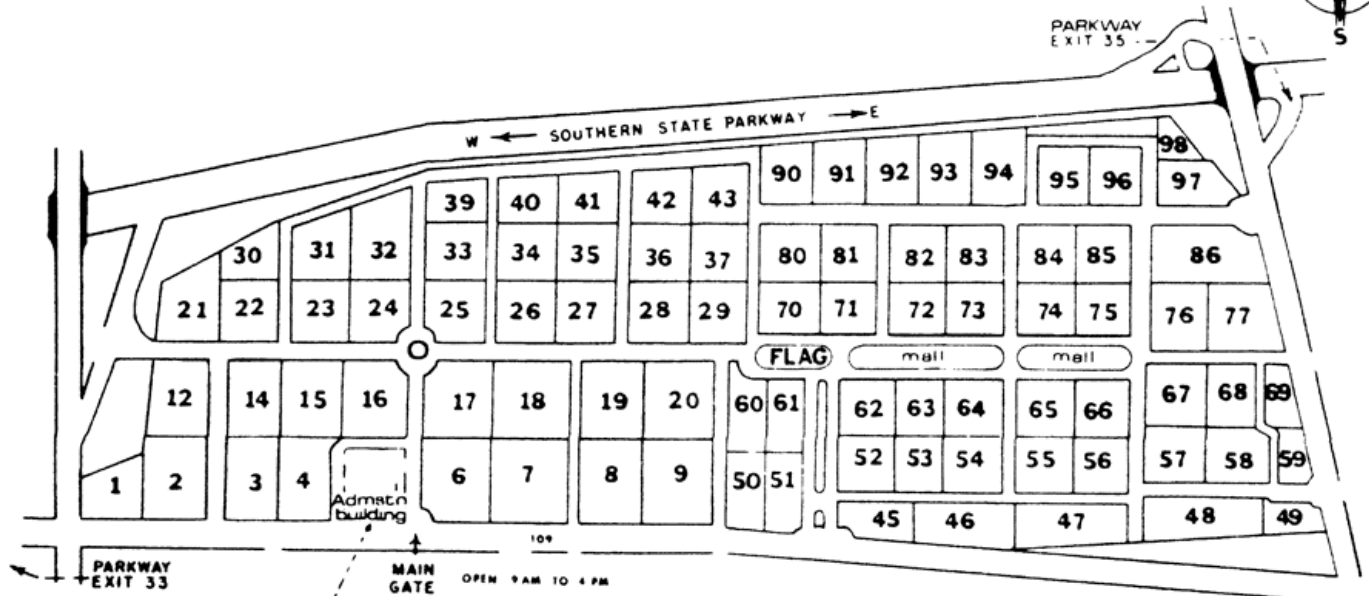 S
PARKWAY
EXIT 35
W SOUTHERN STATE PARKWAY E
98
90 91 92 93 94 95 96 97
39 40 41 42 43
30 31 32 33 34 35 36 37 80 81 82 83 84 85 86
21 22 23 24 25 26 27 28 29 70 71 72 73 74 75 76 77
FLAG mall mall
12 14 15 16 17 18 19 20 60 61 62 63 64 65 66 67 68 69
1 2 3 4 6 7 8 9 50 51 52 53 54 55 56 57 58 59
Admstn
building
45 46 47 48 49
109
PARKWAY
EXIT 33
MAIN
GATE
OPEN 9 AM TO 4 PM